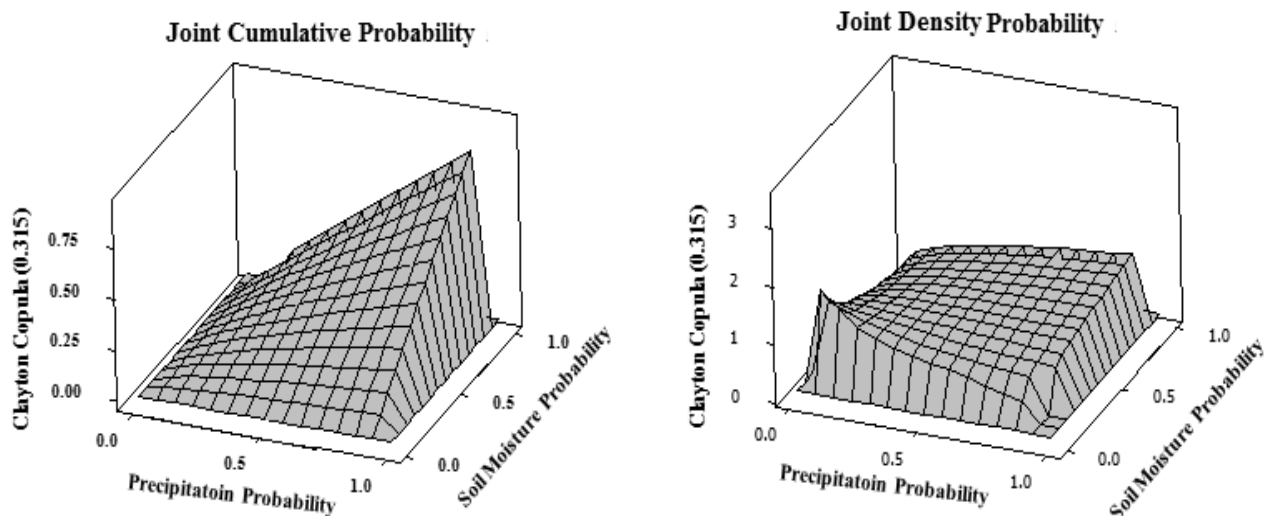 Joint Cumulative Probability
Clayton Copula (0.315)
0.75
0.50
0.25
0.00
0.0
0.5
1.0
Precipitatoin Probability
0.0
0.5
1.0
Soil Moisture Probability
Joint Density Probability
Clayton Copula (0.315)
3
2
1
0
0.0
0.5
1.0
Precipitation Probability
0.0
0.5
1.0
Soil Moisture Probability